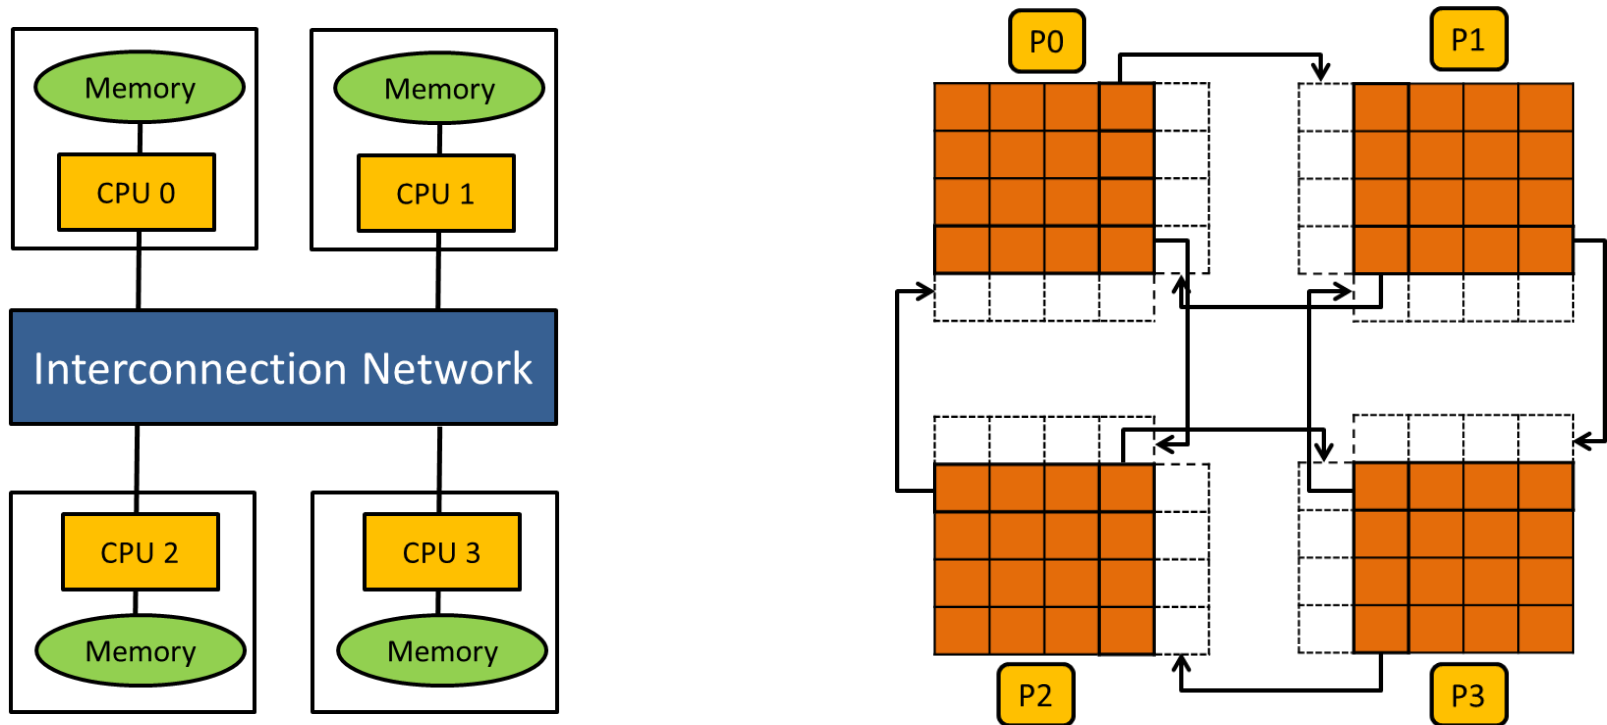 Memory
CPU 0
Memory
CPU 1
Interconnection Network
CPU 2
Memory
CPU 3
Memory
P0
P1
P2
P3